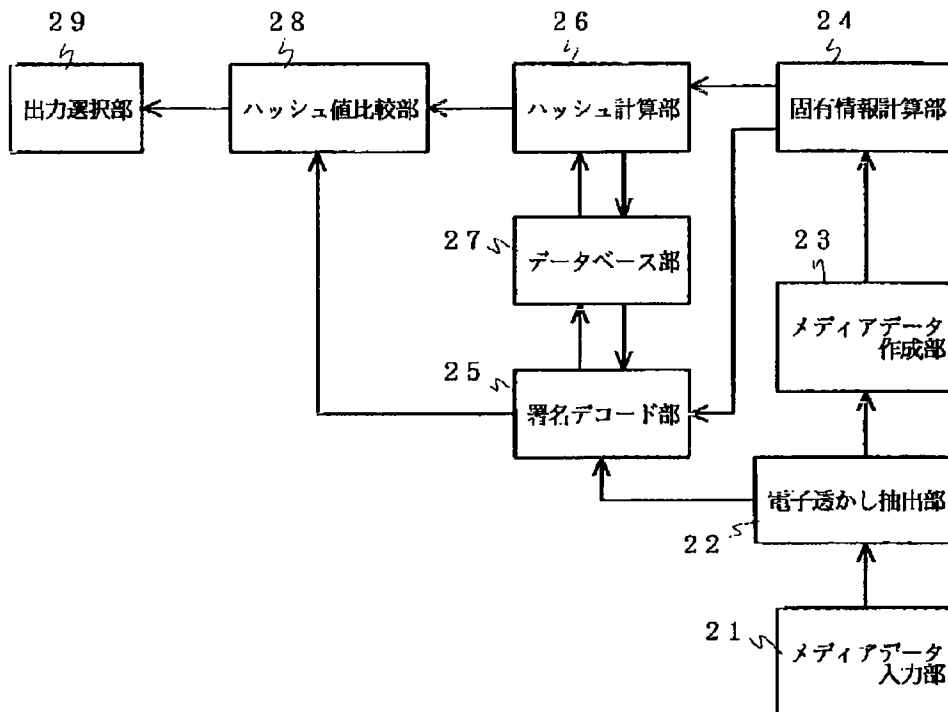 29
28
26
24
出力選択部
ハッシュ値比較部
ハッシュ計算部
固有情報計算部
27
データベース部
23
メディアデータ
作成部
25
署名デコード部
電子透かし抽出部
22
21
メディアデータ
入力部